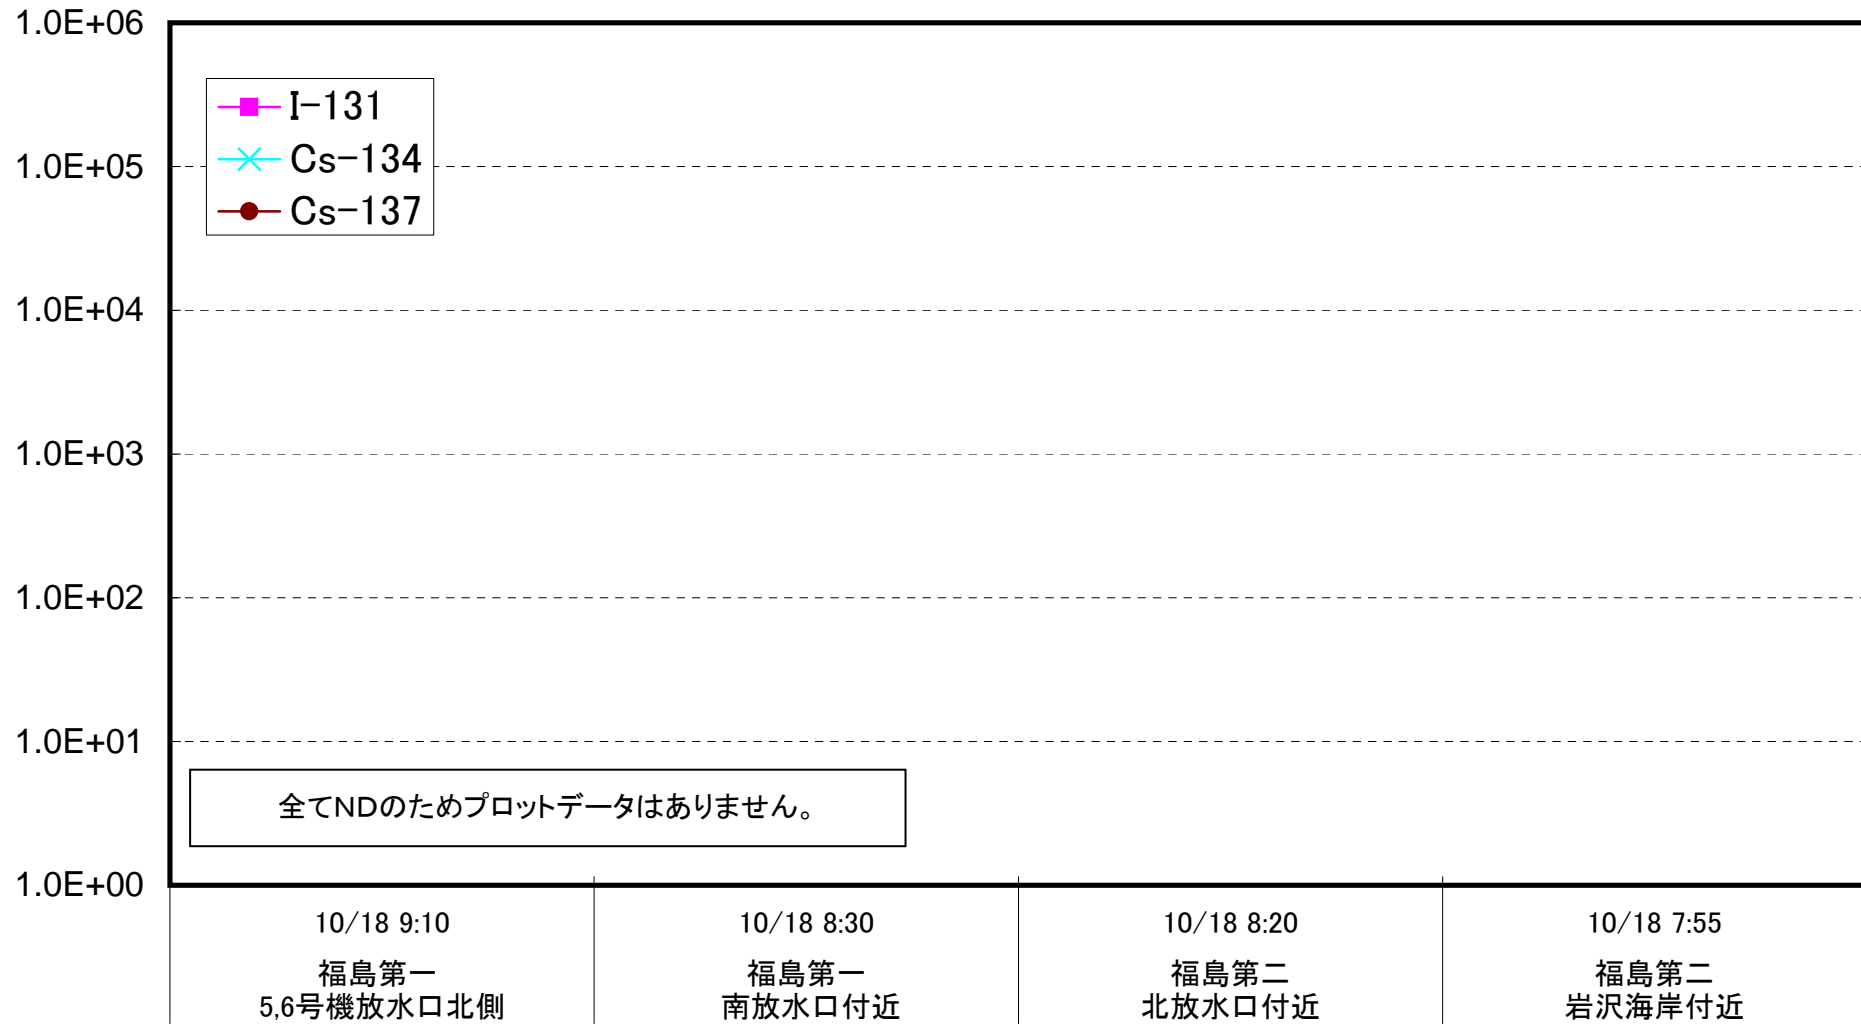 1.0E+06
I-131
Cs-134
1.0E+05
Cs-137
1.0E+04
1.0E+03
1.0E+02
1.0E+01
全てNDのためプロットデータはありません。
1.0E+00
10/18 9:10
福島第一
5,6号機放水口北側
10/18 8:30
福島第一
南放水口付近
10/18 8:20
福島第二
北放水口付近
10/18 7:55
福島第二
岩沢海岸付近